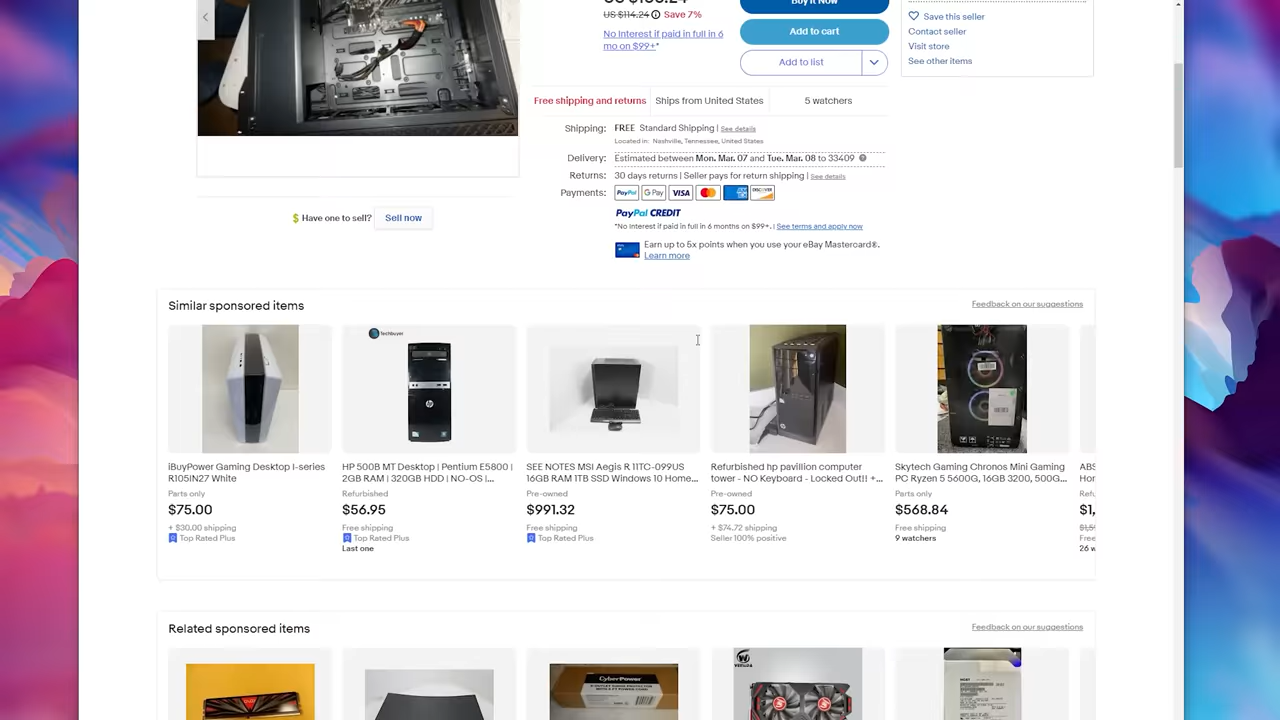 US $114.24 Save 7%
No Interest if paid in full in 6
mo on $99+*
Buy It Now
Add to cart
Add to list
Save this seller
Contact seller
Visit store
See other items
Free shipping and returns
Ships from United States
5 watchers
Shipping: FREE Standard Shipping | See details
Located in: Nashville, Tennessee, United States
Delivery: Estimated between Mon. Mar. 07 and Tue. Mar. 08 to 33409
Returns: 30 days returns | Seller pays for return shipping | See details
Payments: PayPal G Pay VISA
DISCOVER
PayPal CREDIT
*No Interest if paid in full in 6 months on $99+. | See terms and apply now
Earn up to 5x points when you use your eBay Mastercard®.
Learn more
Have one to sell? Sell now
Similar sponsored items
Feedback on our suggestions
Techbuyer
iBuyPower Gaming Desktop I-series
R105IN27 White
Parts only
$75.00
+ $30.00 shipping
Top Rated Plus
HP 500B MT Desktop | Pentium E5800 |
2GB RAM | 320GB HDD | NO-OS |...
Refurbished
$56.95
Free shipping
Top Rated Plus
Last one
SEE NOTES MSI Aegis R 11TC-099US
16GB RAM 1TB SSD Windows 10 Home...
Pre-owned
$991.32
Free shipping
Top Rated Plus
Refurbished hp pavillion computer
tower - NO Keyboard - Locked Out!! +...
Pre-owned
$75.00
+ $74.72 shipping
Seller 100% positive
Skytech Gaming Chronos Mini Gaming
PC Ryzen 5 5600G, 16GB 3200, 500G...
Parts only
$568.84
Free shipping
9 watchers
ABS
Hor
Refu
$1,
Free
26 w
Related sponsored items
Feedback on our suggestions
CyberPower